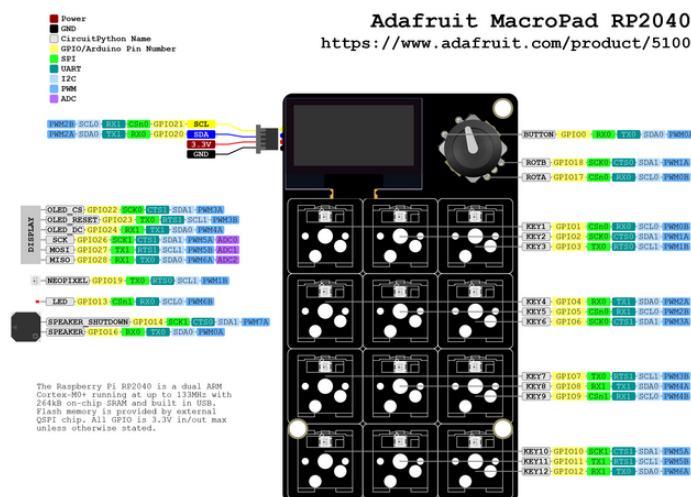 Adafruit MacroPad RP2040
https://www.adafruit.com/product/5100
Power
GND
CircuitPython Name
GPIO/Arduino Pin Number
SPI
UART
I2C
PWM
ADC
PWM2B SCL0 RX1 CSn0 GPIO21 SCL
PWM2A SDA0 TX1 RX0 GPIO20 SDA
3.3V
GND
BUTTON GPIO0 RX0 TX0 SDA0 PWM0A
ROTB GPIO18 SCK0 CTS0 SDA1 PWM1A
ROTA GPIO17 CSn0 RX0 SCL0 PWM0B
DISPLAY
OLED_CS GPIO22 SCK0 CTS1 SDA1 PWM3A
OLED_RESET GPIO23 TX0 RTS1 SCL1 PWM3B
OLED_DC GPIO24 RX1 TX1 SDA0 PWM4A
SCK GPIO26 SCK1 CTS1 SDA1 PWM5A ADC0
MOSI GPIO27 TX1 RTS1 SCL1 PWM5B ADC1
MISO GPIO28 RX1 TX0 SDA0 PWM6A ADC2
NEOPIXEL GPIO19 TX0 RTS0 SCL1 PWM1B
LED GPIO13 CSn1 RX0 SCL0 PWM6B
SPEAKER_SHUTDOWN GPIO14 SCK1 CTS0 SDA1 PWM7A
SPEAKER GPIO16 RX0 TX0 SDA0 PWM0A
KEY1 GPIO1 CSn0 RX0 SCL0 PWM0B
KEY2 GPIO2 SCK0 CTS0 SDA1 PWM1A
KEY3 GPIO3 TX0 RTS0 SCL1 PWM1B
KEY4 GPIO4 RX0 TX1 SDA0 PWM2A
KEY5 GPIO5 CSn0 RX1 SCL0 PWM2B
KEY6 GPIO6 SCK0 CTS1 SDA1 PWM3A
KEY7 GPIO7 TX0 RTS1 SCL1 PWM3B
KEY8 GPIO8 RX1 TX1 SDA0 PWM4A
KEY9 GPIO9 CSn1 RX1 SCL0 PWM4B
KEY10 GPIO10 SCK1 CTS1 SDA1 PWM5A
KEY11 GPIO11 TX1 RTS1 SCL1 PWM5B
KEY12 GPIO12 RX1 TX0 SDA0 PWM6A
The Raspberry Pi RP2040 is a dual ARM
Cortex-M0+ running at up to 133MHz with
264kB on-chip SRAM and built in USB.
Flash memory is provided by external
QSPI chip. All GPIO is 3.3V in/out max
unless otherwise stated.